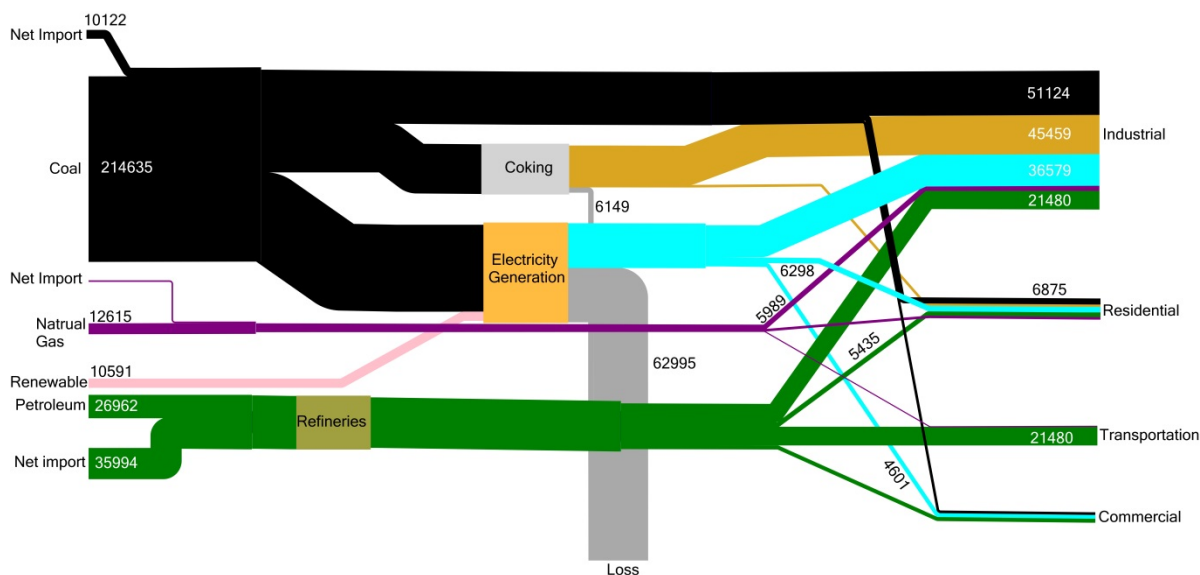 10122
Net Import
51124
45459
Industrial
Coal
214635
Coking
36579
21480
6149
Electricity
Generation
6298
Net Import
6875
12615
5989
Residential
Natrual
Gas
5435
62995
10591
Renewable
Petroleum
26962
Refineries
21480
Transportation
Net import
35994
4601
Commercial
Loss